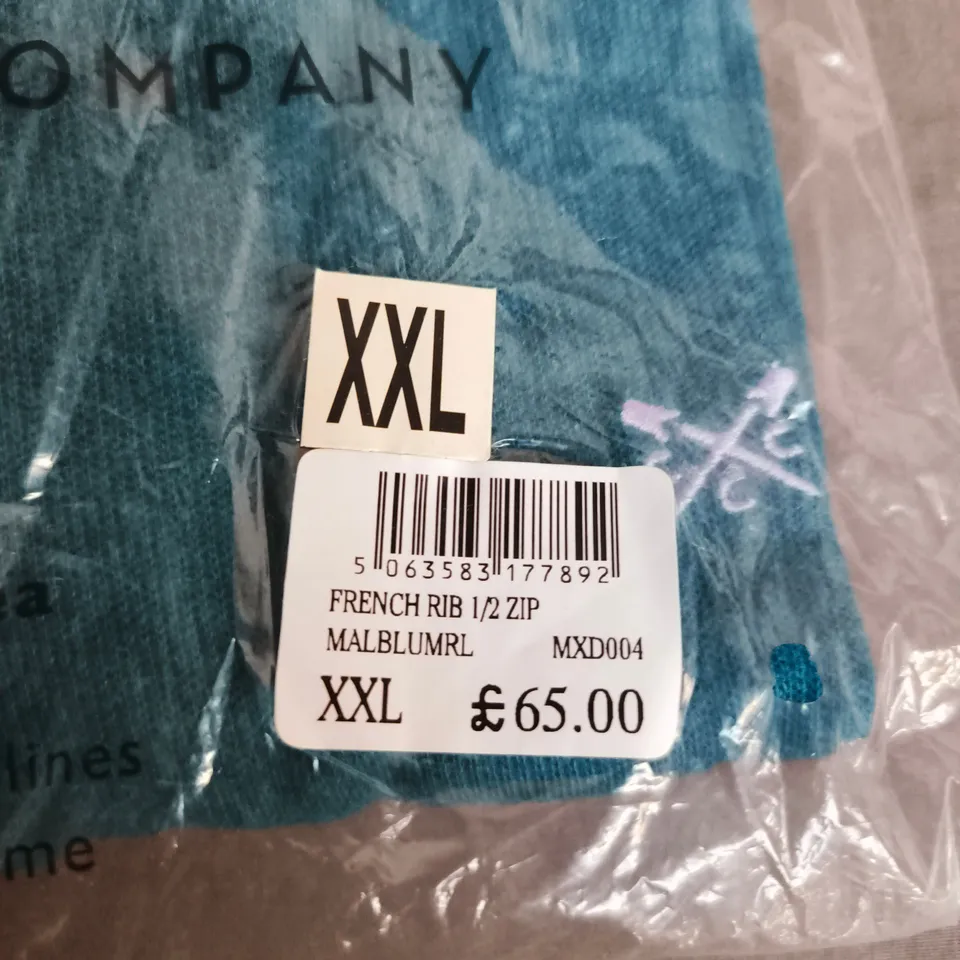 OMPANY
XXL
C C C
5 063583 177892
FRENCH RIB 1/2 ZIP
MALBLUMRL MXD004
XXL £65.00
ea
lines
me